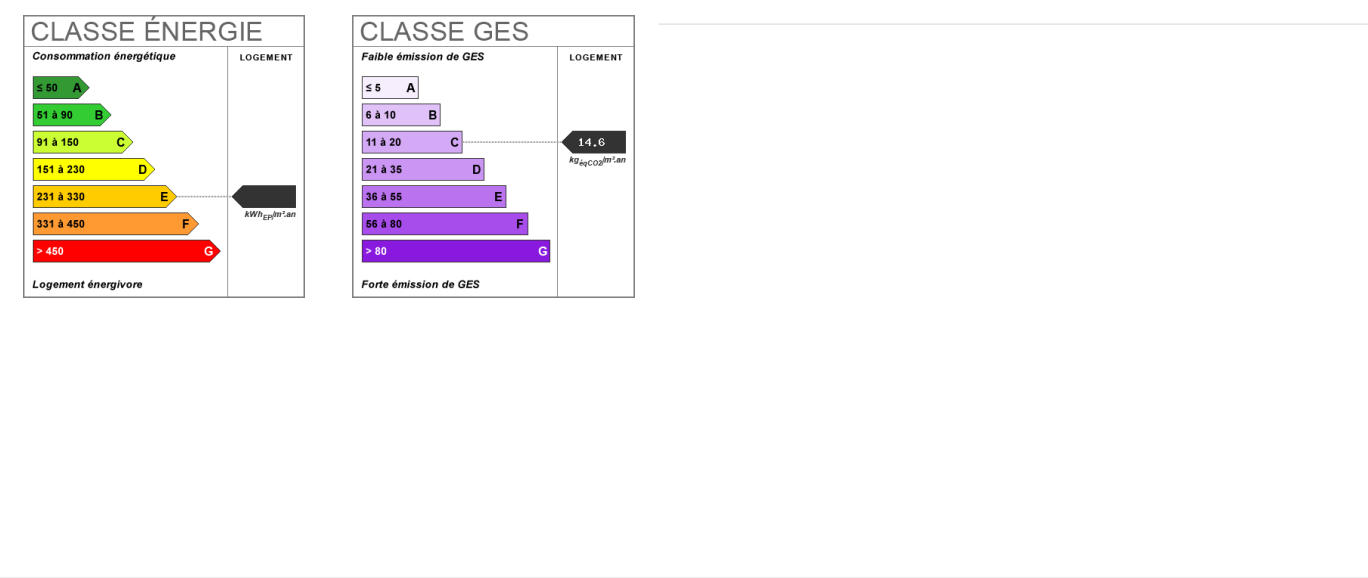 CLASSE ÉNERGIE
Consommation énergétique
LOGEMENT
≤ 50 A
51 à 90 B
91 à 150 C
151 à 230 D
231 à 330 E
kWhEP/m².an
331 à 450 F
> 450 G
Logement énergivore
CLASSE GES
Faible émission de GES
LOGEMENT
≤ 5 A
6 à 10 B
11 à 20 C
14.6
kgéqCO2/m².an
21 à 35 D
36 à 55 E
56 à 80 F
> 80 G
Forte émission de GES